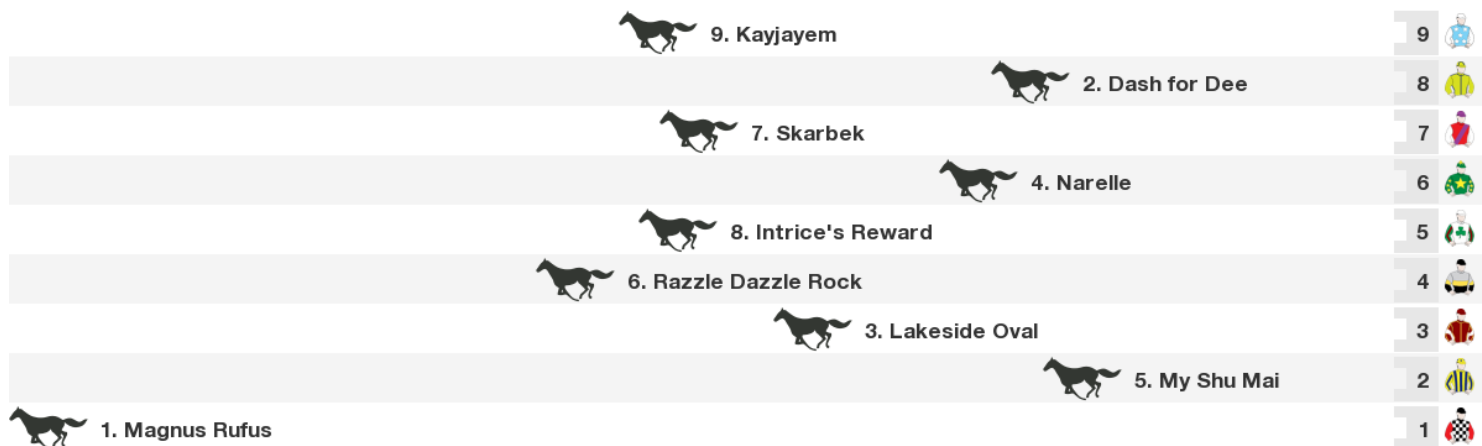 9. Kayjayem 9
2. Dash for Dee 8
7. Skarbek 7
4. Narelle 6
8. Intrice's Reward 5
6. Razzle Dazzle Rock 4
3. Lakeside Oval 3
5. My Shu Mai 2
1. Magnus Rufus 1